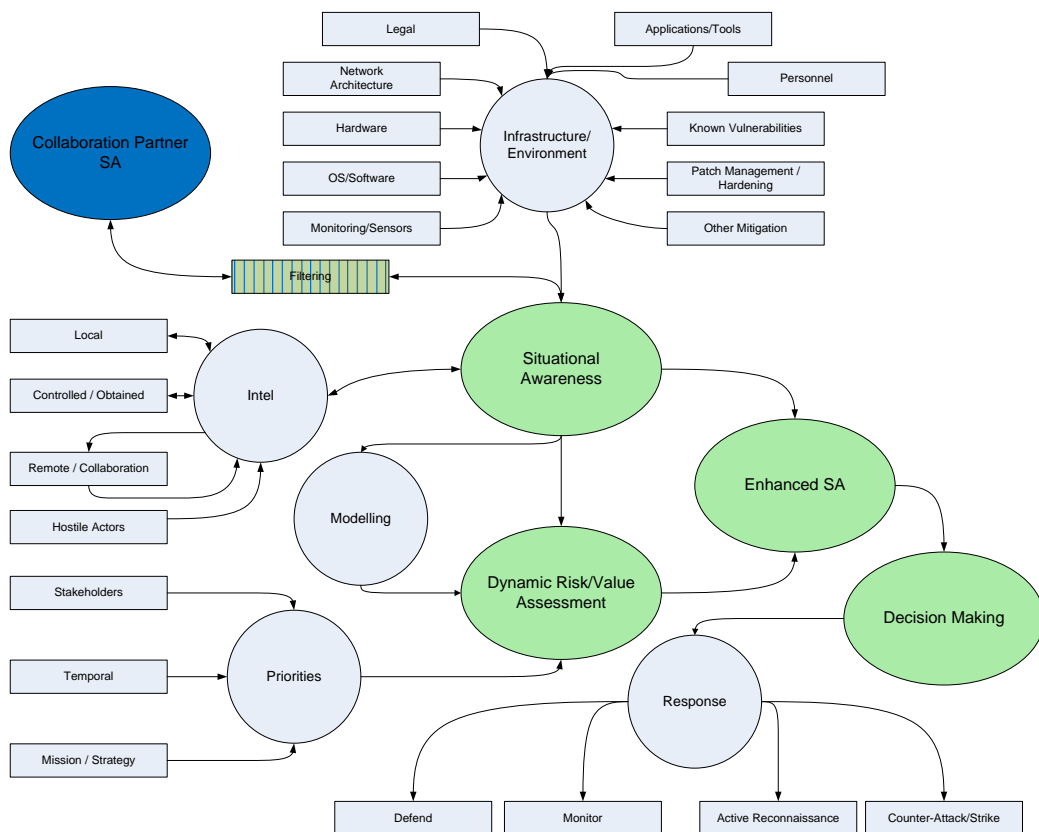 Legal
Applications/Tools
Network
Architecture
Personnel
Hardware
Infrastructure/
Environment
Known Vulnerabilities
Collaboration Partner
SA
OS/Software
Patch Management /
Hardening
Monitoring/Sensors
Other Mitigation
Filtering
Local
Situational
Awareness
Controlled / Obtained
Intel
Remote / Collaboration
Enhanced SA
Hostile Actors
Modelling
Stakeholders
Dynamic Risk/Value
Assessment
Decision Making
Temporal
Priorities
Response
Mission / Strategy
Defend
Monitor
Active Reconnaissance
Counter-Attack/Strike